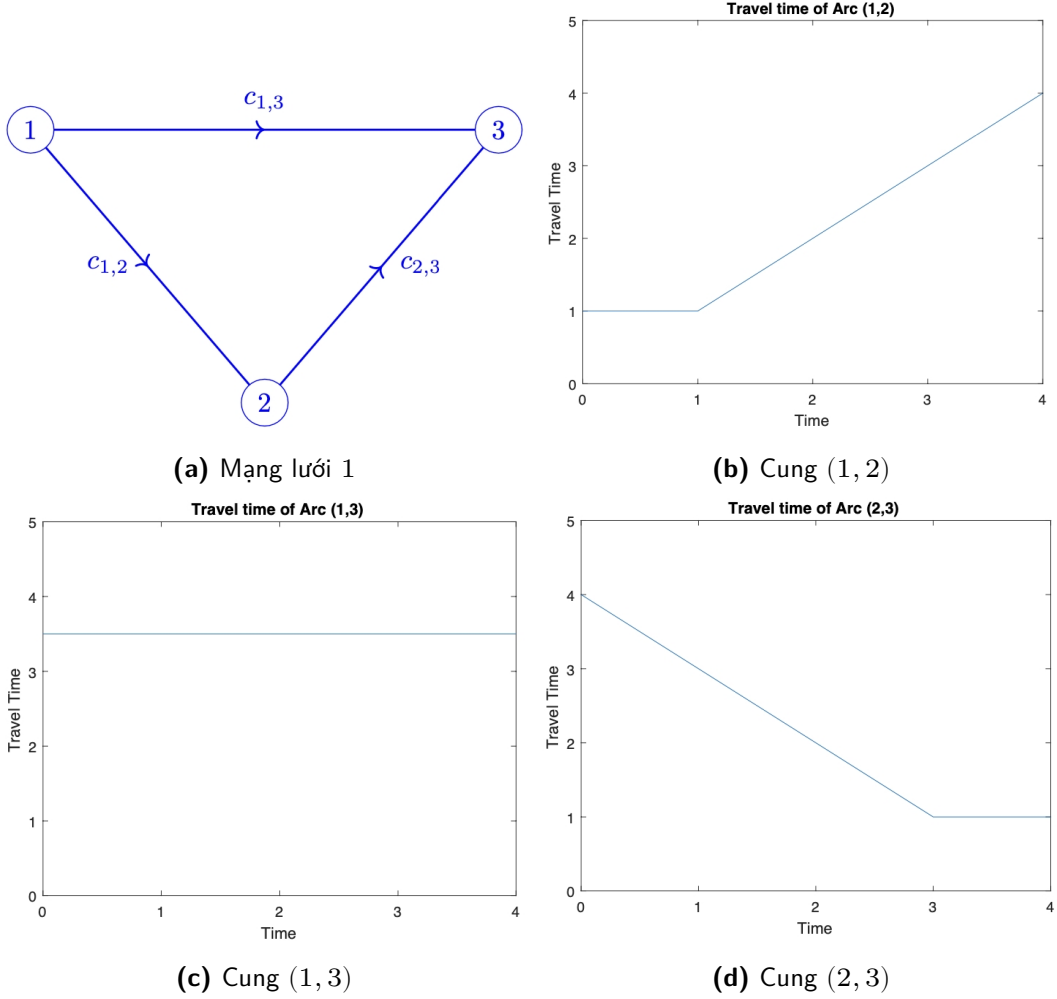 c1,3
1
3
c1,2
c2,3
2
(a) Mạng lưới 1
Travel time of Arc (1,2)
5
4
3
2
1
0
Travel Time
0 1 2 3 4
Time
(b) Cung (1, 2)
Travel time of Arc (1,3)
5
4
3
2
1
0
Travel Time
0 1 2 3 4
Time
(c) Cung (1, 3)
Travel time of Arc (2,3)
5
4
3
2
1
0
Travel Time
0 1 2 3 4
Time
(d) Cung (2, 3)